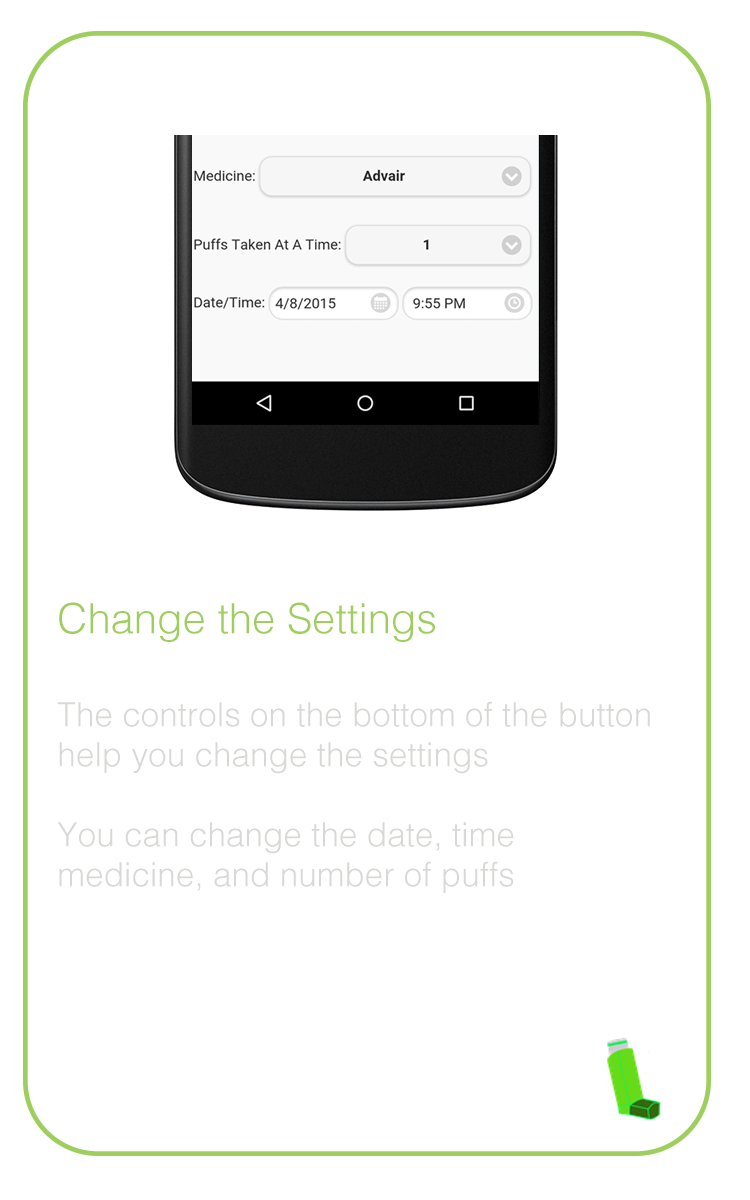 Medicine: Advair
Puffs Taken At A Time: 1
Date/Time: 4/8/2015 9:55 PM
Change the Settings
The controls on the bottom of the button
help you change the settings
You can change the date, time
medicine, and number of puffs